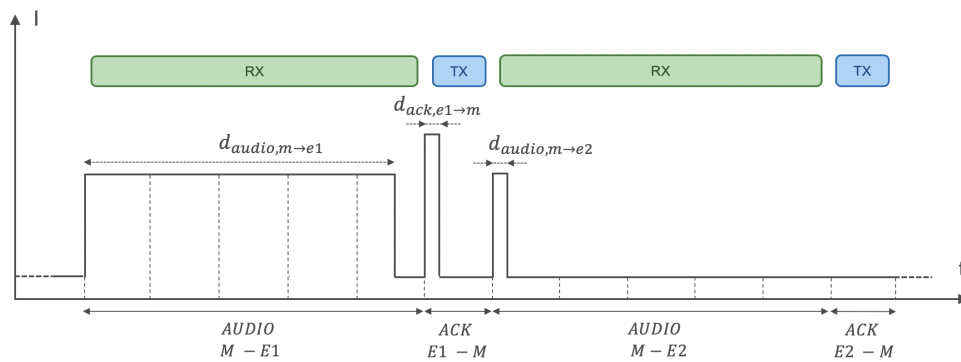 I
RX
TX
RX
TX
d_{ack,e1→m}
d_{audio,m→e1}
d_{audio,m→e2}
t
AUDIO
M − E1
ACK
E1 − M
AUDIO
M − E2
ACK
E2 − M